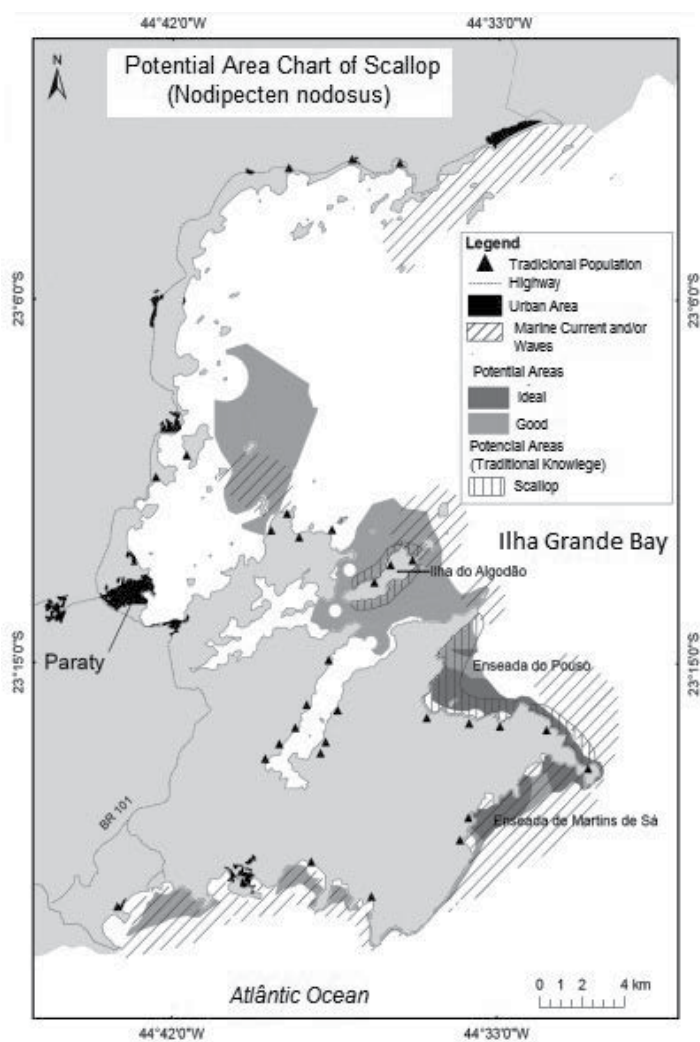 44°42'0"W
44°33'0"W
N
Potential Area Chart of Scallop
(Nodipecten nodosus)
Legend
Tradicional Population
Highway
Urban Area
Marine Current and/or
Waves
Potential Areas
Ideal
Good
Potencial Areas
(Traditional Knowlege)
Scallop
23°6'0"S
23°6'0"S
Ilha Grande Bay
Ilha do Algodão
Paraty
Enseada do Pouso
23°15'0"S
23°15'0"S
BR 101
Enseada de Martins de Sá
Atlântic Ocean
0 1 2 4 km
44°42'0"W
44°33'0"W